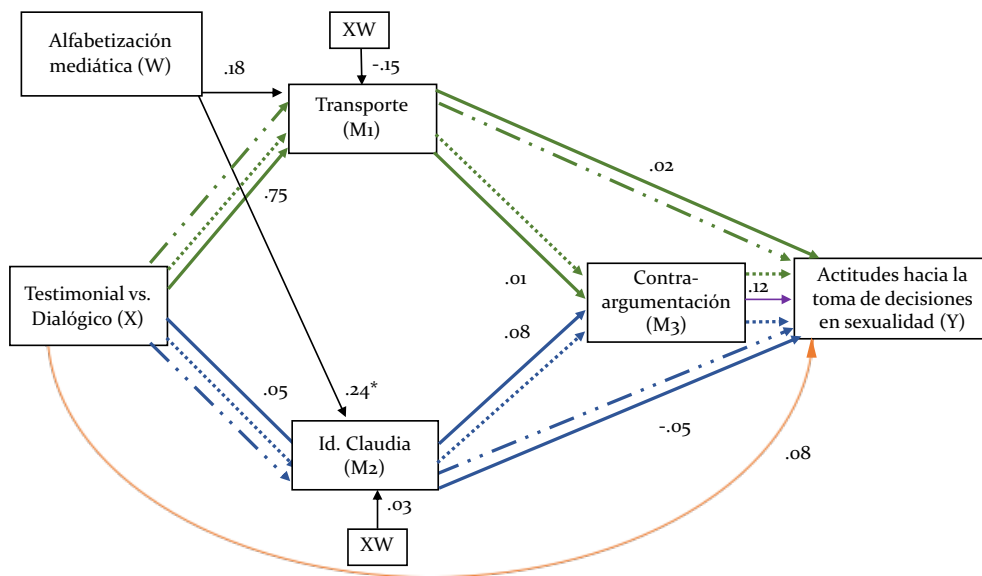 Alfabetización
mediática (W)
XW
.18
-.15
Transporte
(M1)
.02
.75
Testimonial vs.
Dialógico (X)
.01
Contra-
argumentación
(M3)
.12
Actitudes hacia la
toma de decisiones
en sexualidad (Y)
.08
.05
.24*
Id. Claudia
(M2)
-.05
.08
.03
XW